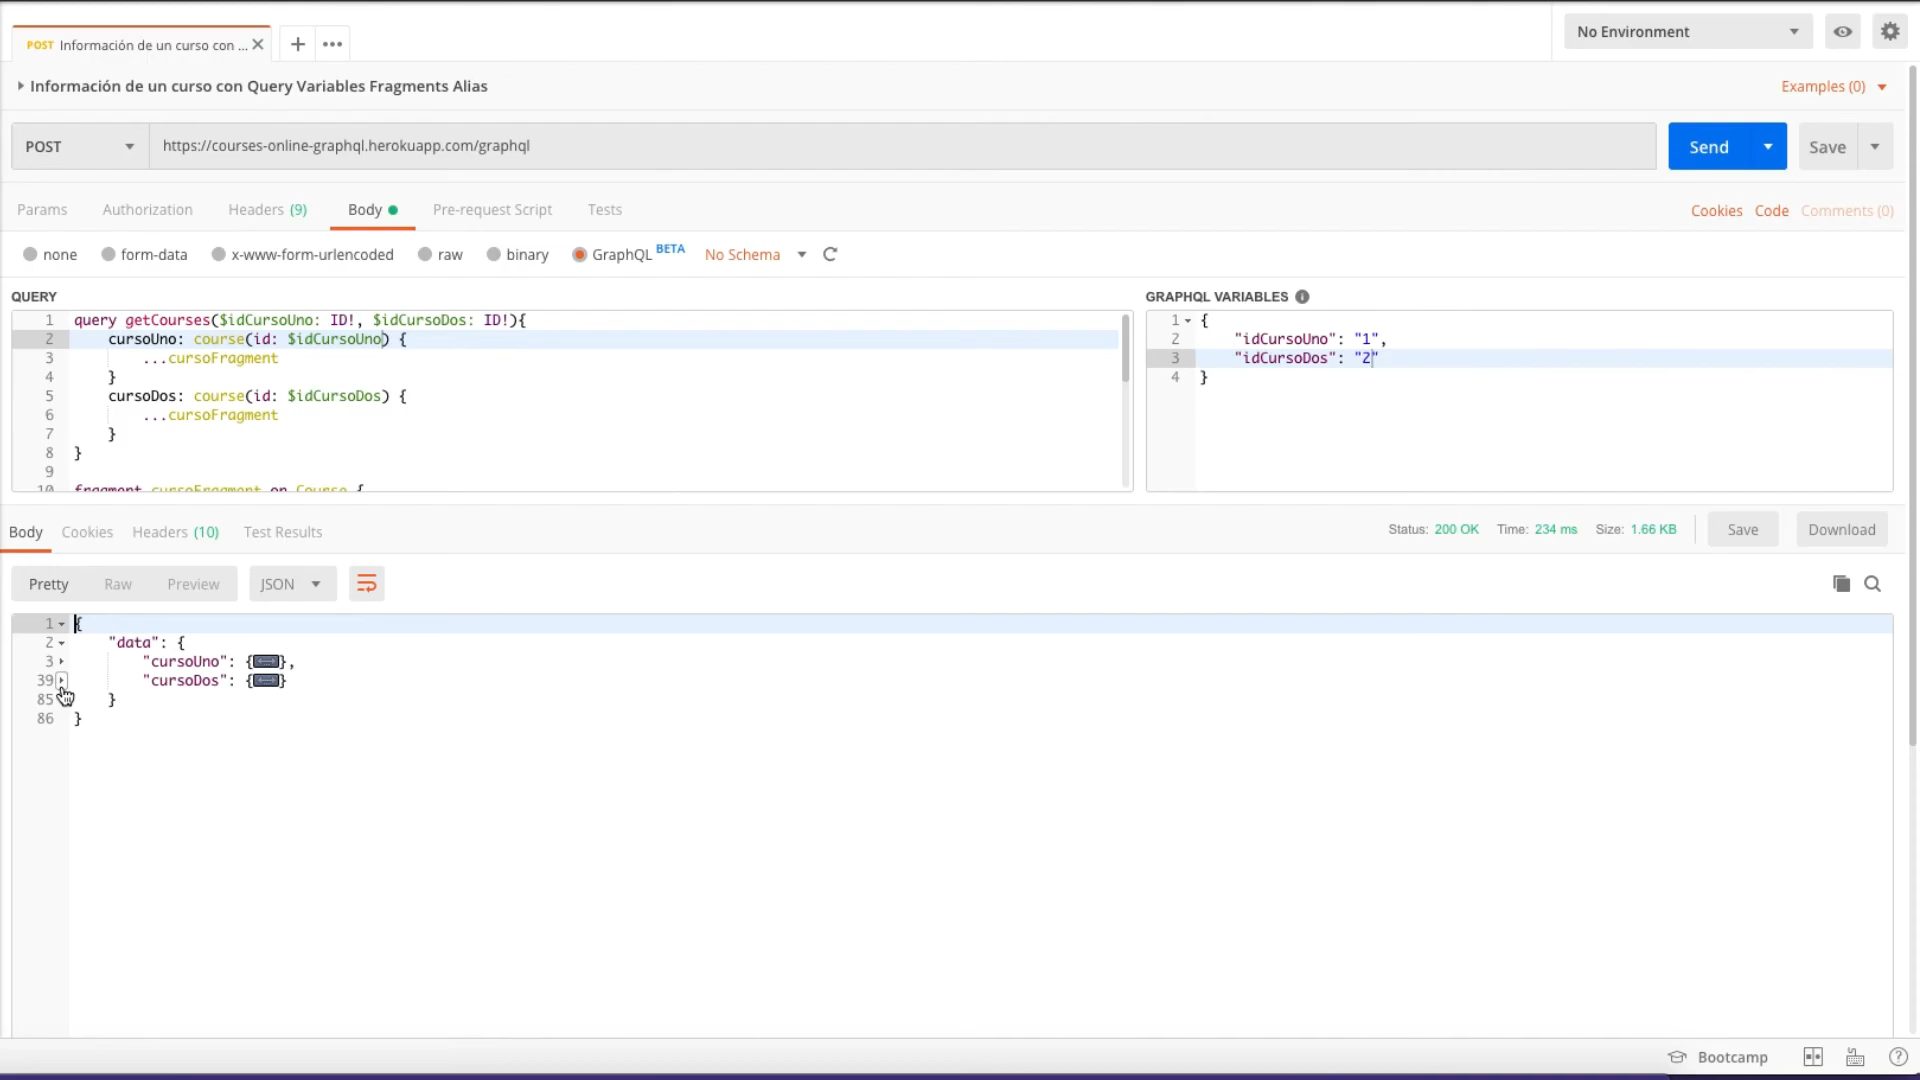 POST Información de un curso con ...
No Environment
Información de un curso con Query Variables Fragments Alias
Examples (0)
POST
https://courses-online-graphql.herokuapp.com/graphql
Send
Save
Params
Authorization
Headers (9)
Body
Pre-request Script
Tests
Cookies
Code
Comments (0)
none
form-data
x-www-form-urlencoded
raw
binary
GraphQL BETA
No Schema
QUERY
1 query getCourses($idCursoUno: ID!, $idCursoDos: ID!){
2 cursoUno: course(id: $idCursoUno) {
3 ...cursoFragment
4 }
5 cursoDos: course(id: $idCursoDos) {
6 ...cursoFragment
7 }
8 }
9
10 fragment cursoFragment on Course {
GRAPHQL VARIABLES
1 {
2 "idCursoUno": "1",
3 "idCursoDos": "2"
4 }
Body
Cookies
Headers (10)
Test Results
Status: 200 OK
Time: 234 ms
Size: 1.66 KB
Save
Download
Pretty
Raw
Preview
JSON
1 {
2 "data": {
3 "cursoUno": {},
39 "cursoDos": {}
85 }
86 }
Bootcamp